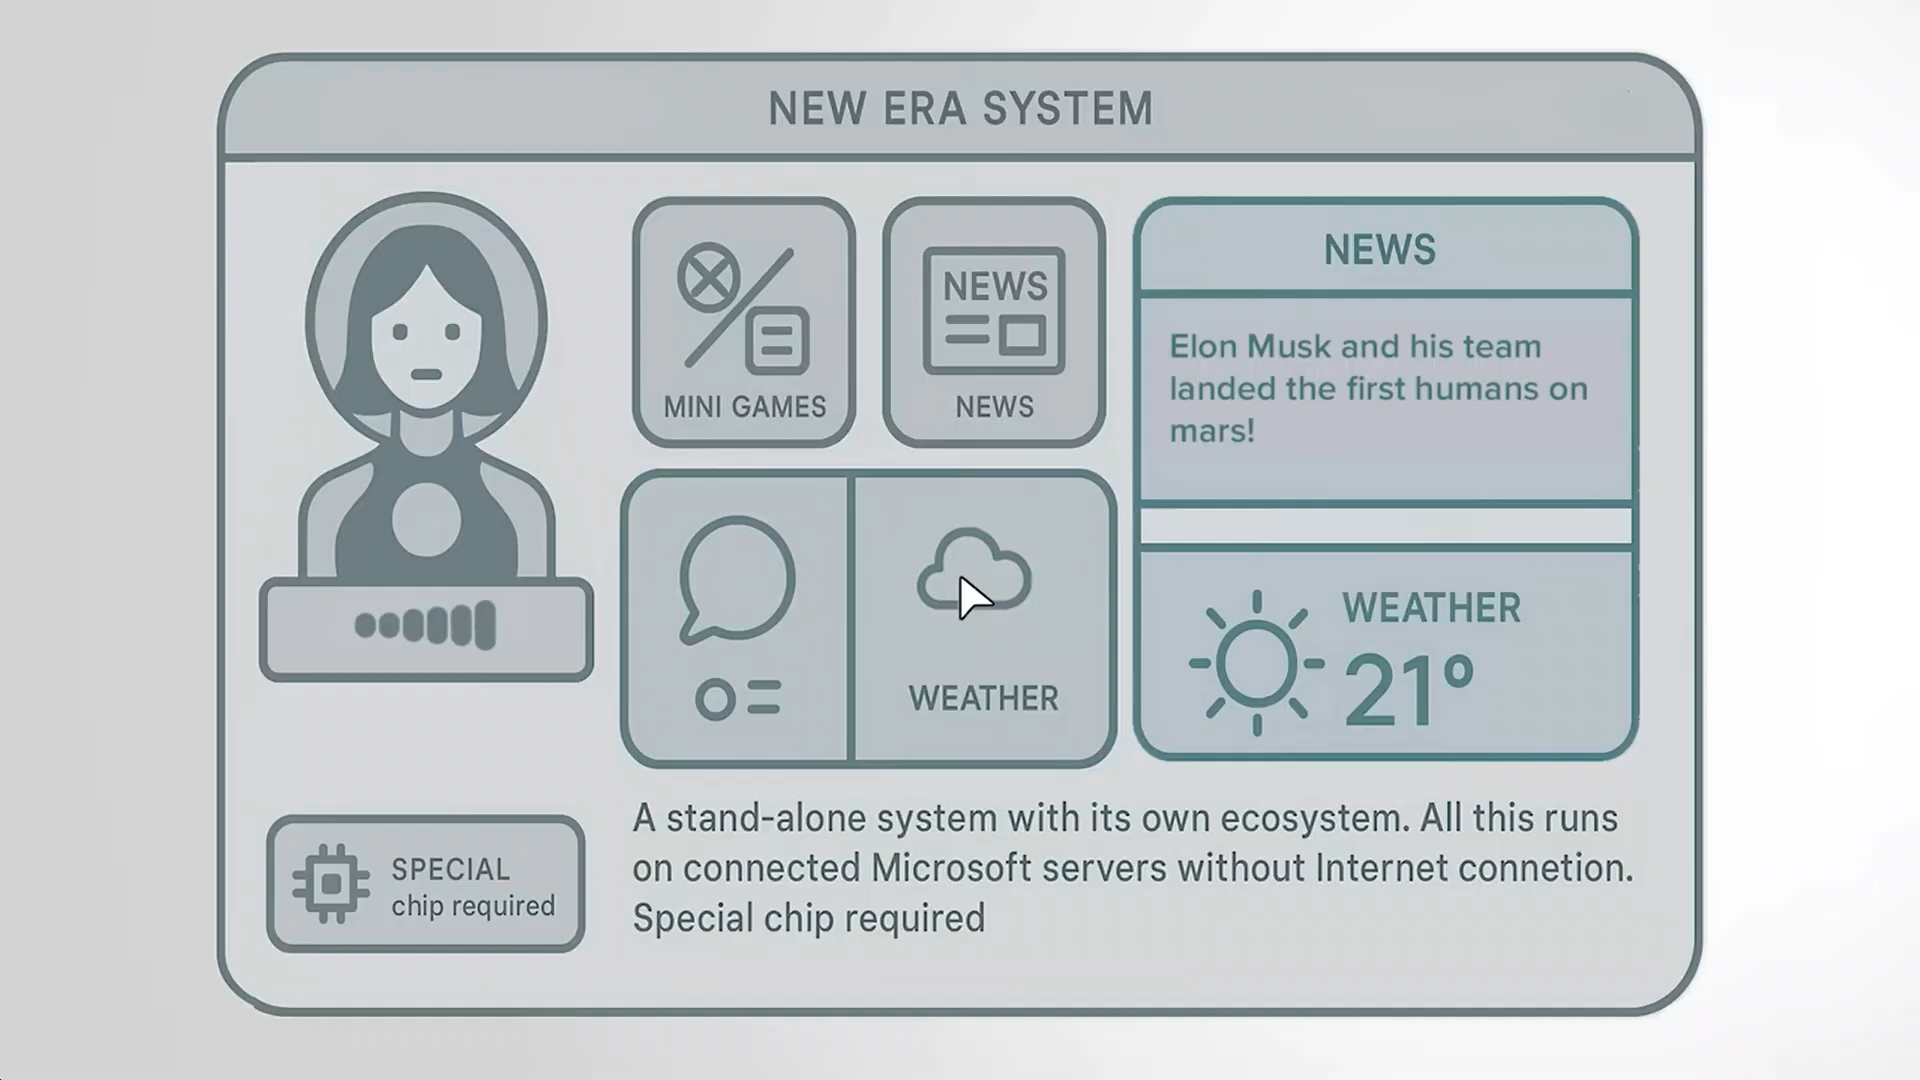 NEW ERA SYSTEM
MINI GAMES
NEWS
NEWS
NEWS
Elon Musk and his team
landed the first humans on
mars!
WEATHER
WEATHER
21°
SPECIAL
chip required
A stand-alone system with its own ecosystem. All this runs
on connected Microsoft servers without Internet connetion.
Special chip required